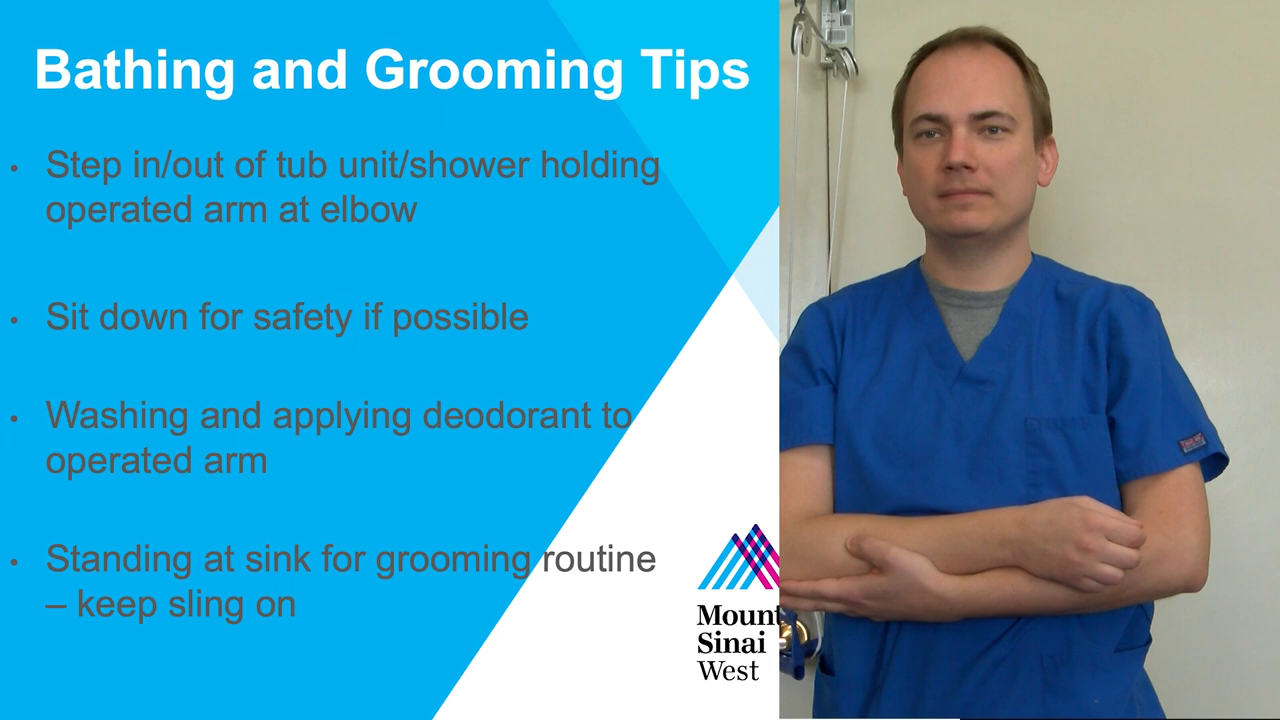 Bathing and Grooming Tips
• Step in/out of tub unit/shower holding
operated arm at elbow
• Sit down for safety if possible
• Washing and applying deodorant to
operated arm
• Standing at sink for grooming routine
– keep sling on
Mount
Sinai
West